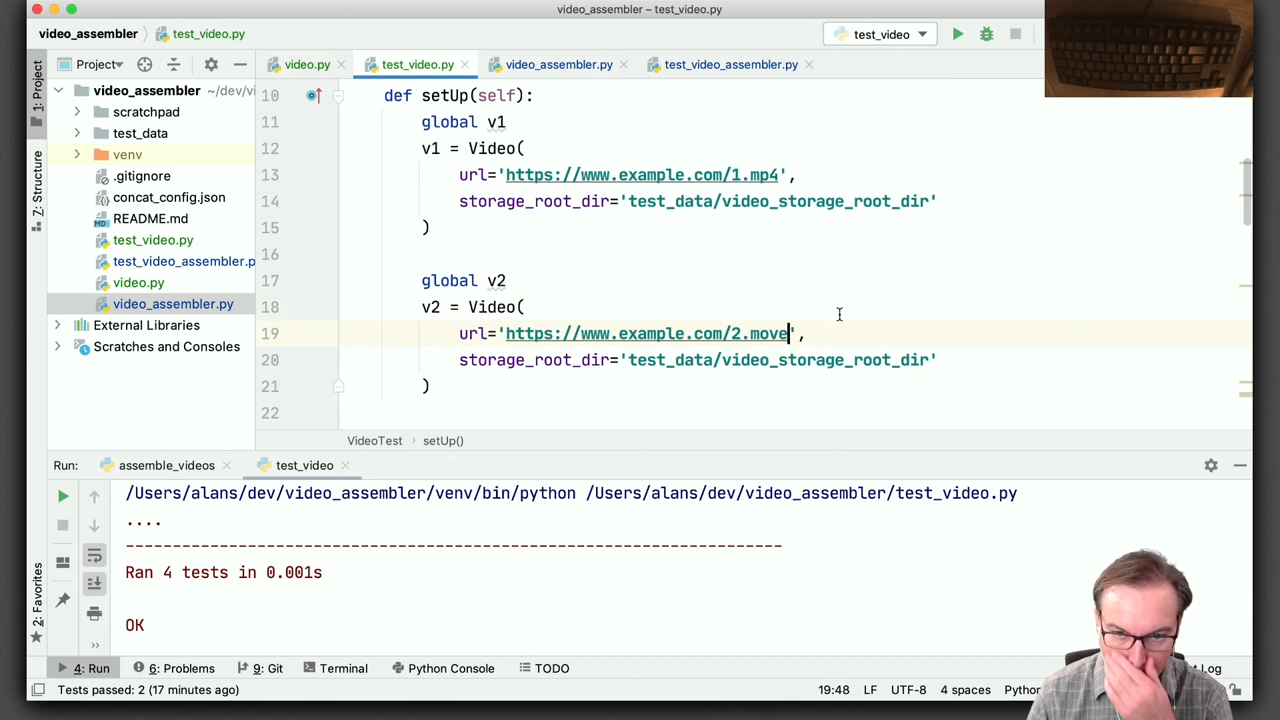 video_assembler – test_video.py
video_assembler
test_video.py
test_video
1: Project
Z: Structure
2: Favorites
Project
video.py
test_video.py
video_assembler.py
test_video_assembler.py
video_assembler ~/dev/vi
scratchpad
test_data
venv
.gitignore
concat_config.json
README.md
test_video.py
test_video_assembler.p
video.py
video_assembler.py
External Libraries
Scratches and Consoles
10 def setUp(self):
11 global v1
12 v1 = Video(
13 url='https://www.example.com/1.mp4',
14 storage_root_dir='test_data/video_storage_root_dir'
15 )
16
17 global v2
18 v2 = Video(
19 url='https://www.example.com/2.move',
20 storage_root_dir='test_data/video_storage_root_dir'
21 )
22
VideoTest › setUp()
Run: assemble_videos test_video
/Users/alans/dev/video_assembler/venv/bin/python /Users/alans/dev/video_assembler/test_video.py
....
----------------------------------------------------------------------
Ran 4 tests in 0.001s
OK
4: Run 6: Problems 9: Git Terminal Python Console TODO t Log
Tests passed: 2 (17 minutes ago) 19:48 LF UTF-8 4 spaces Pytho